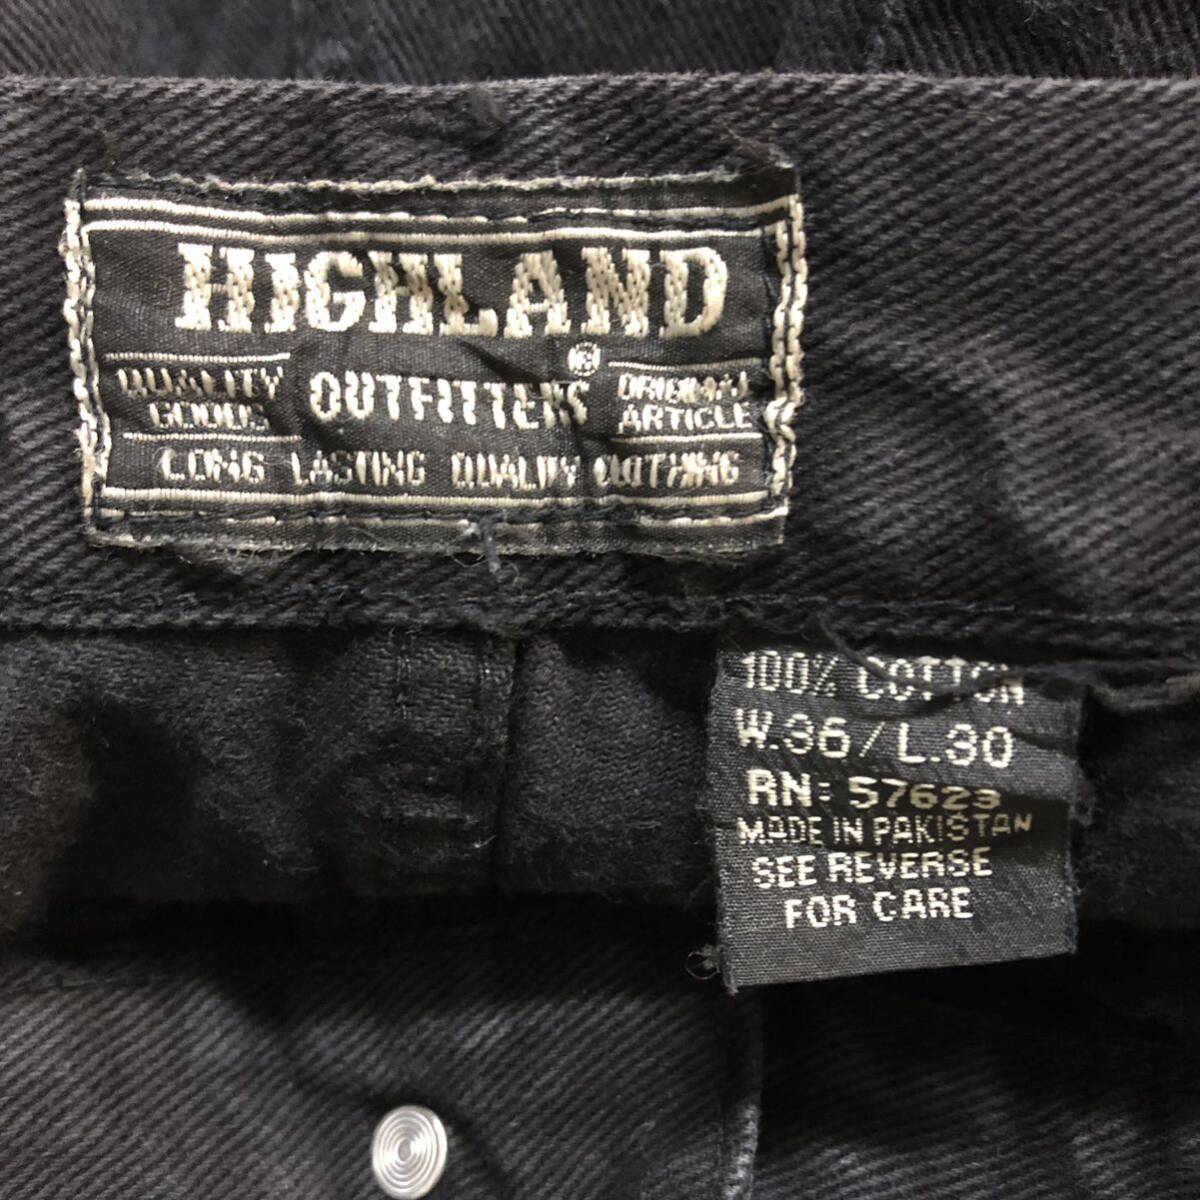 HIGHLAND
QUALITY GOODS
OUTFITTERS
®
ORIGINAL ARTICLE
LONG LASTING QUALITY CLOTHING
100% COTTON
W.36/L.30
RN: 57623
MADE IN PAKISTAN
SEE REVERSE
FOR CARE